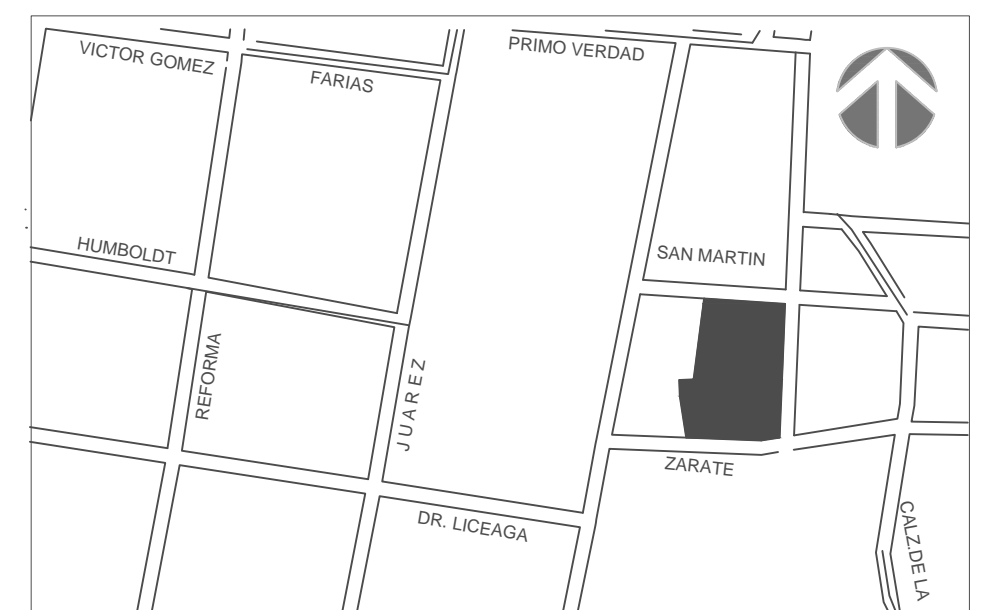 VICTOR GOMEZ
FARIAS
PRIMO VERDAD
HUMBOLDT
SAN MARTIN
REFORMA
JUAREZ
ZARATE
DR. LICEAGA
CALZ.DE LA